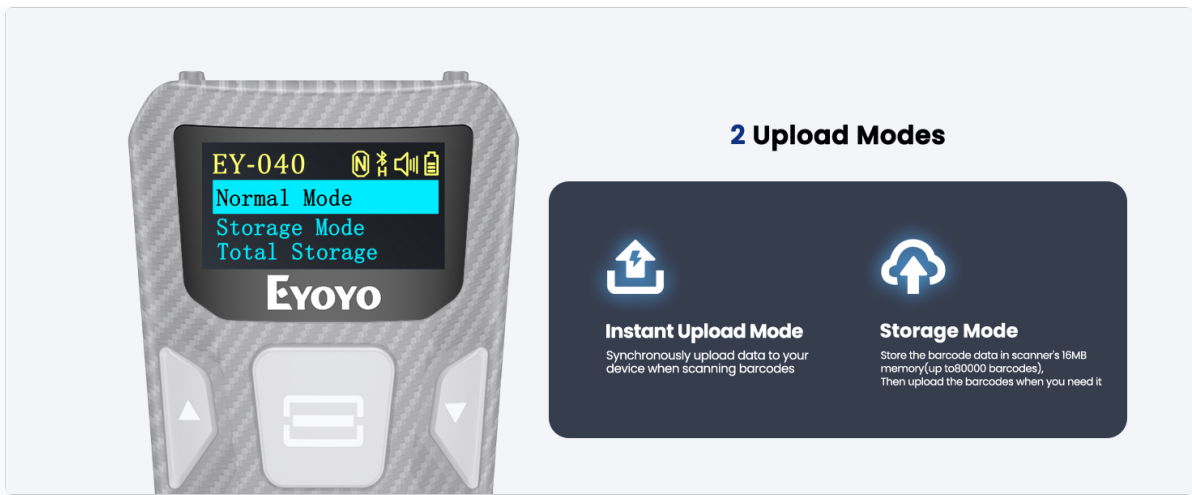 EY-040
Normal Mode
Storage Mode
Total Storage
EYOYO
2 Upload Modes
Instant Upload Mode
Synchronously upload data to your
device when scanning barcodes
Storage Mode
Store the barcode data in scanner's 16MB
memory(up to80000 barcodes),
Then upload the barcodes when you need it